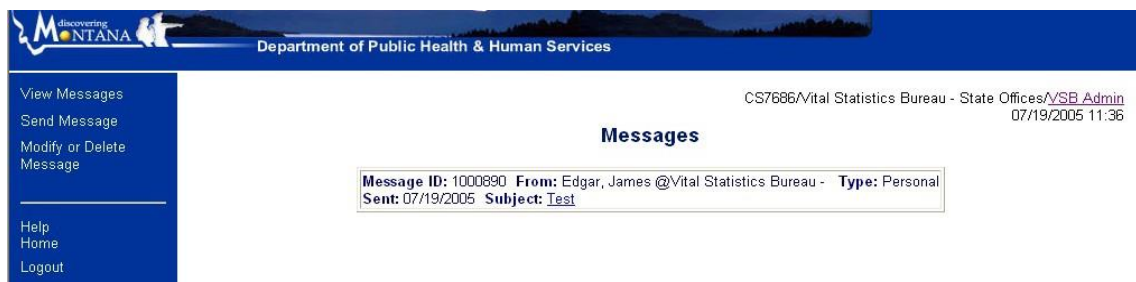 discovering
MONTANA
Department of Public Health & Human Services
View Messages
Send Message
Modify or Delete
Message
Help
Home
Logout
CS7686/Vital Statistics Bureau - State Offices/VSB Admin
07/19/2005 11:36
Messages
Message ID: 1000890 From: Edgar, James @Vital Statistics Bureau - Type: Personal
Sent: 07/19/2005 Subject: Test